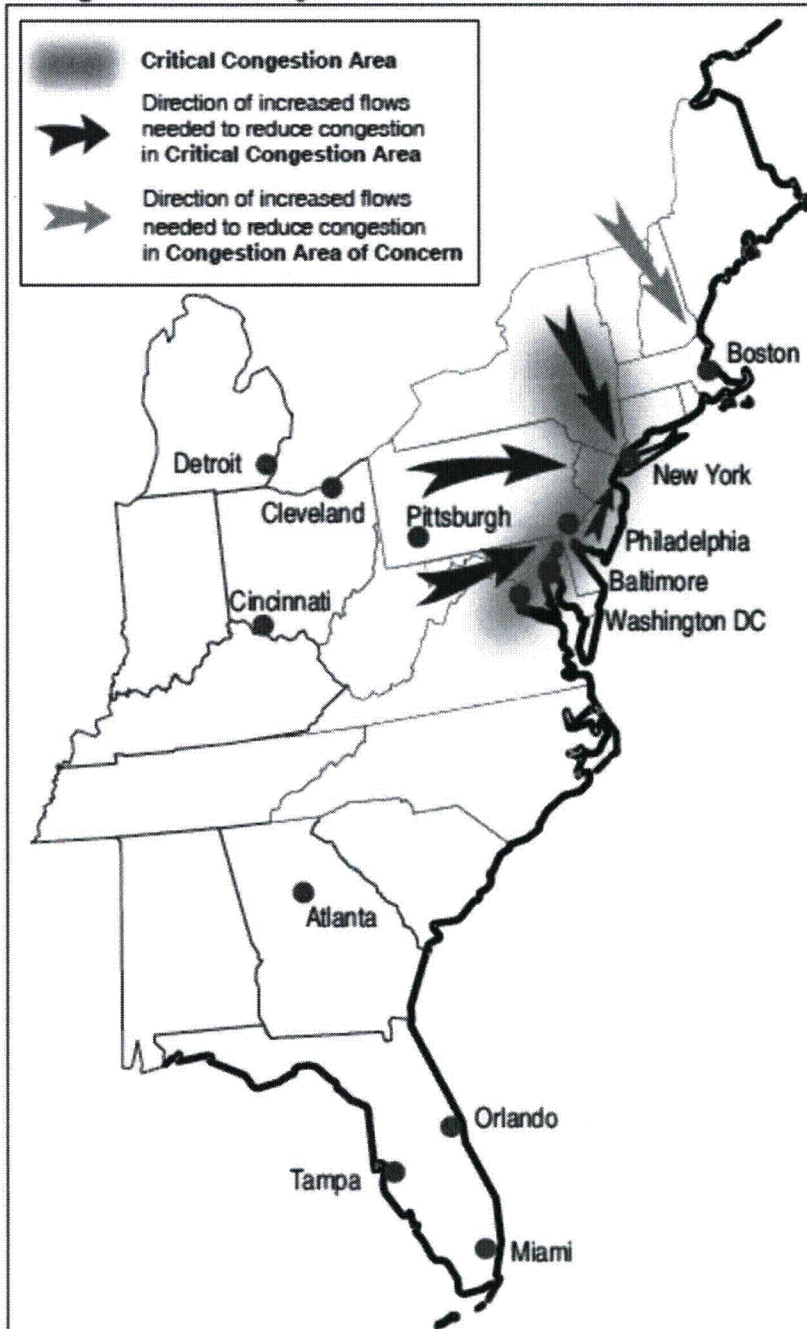 Critical Congestion Area
Direction of increased flows
needed to reduce congestion
in Critical Congestion Area
Direction of increased flows
needed to reduce congestion
in Congestion Area of Concern
Boston
Detroit
New York
Cleveland
Pittsburgh
Philadelphia
Baltimore
Cincinnati
Washington DC
Atlanta
Orlando
Tampa
Miami